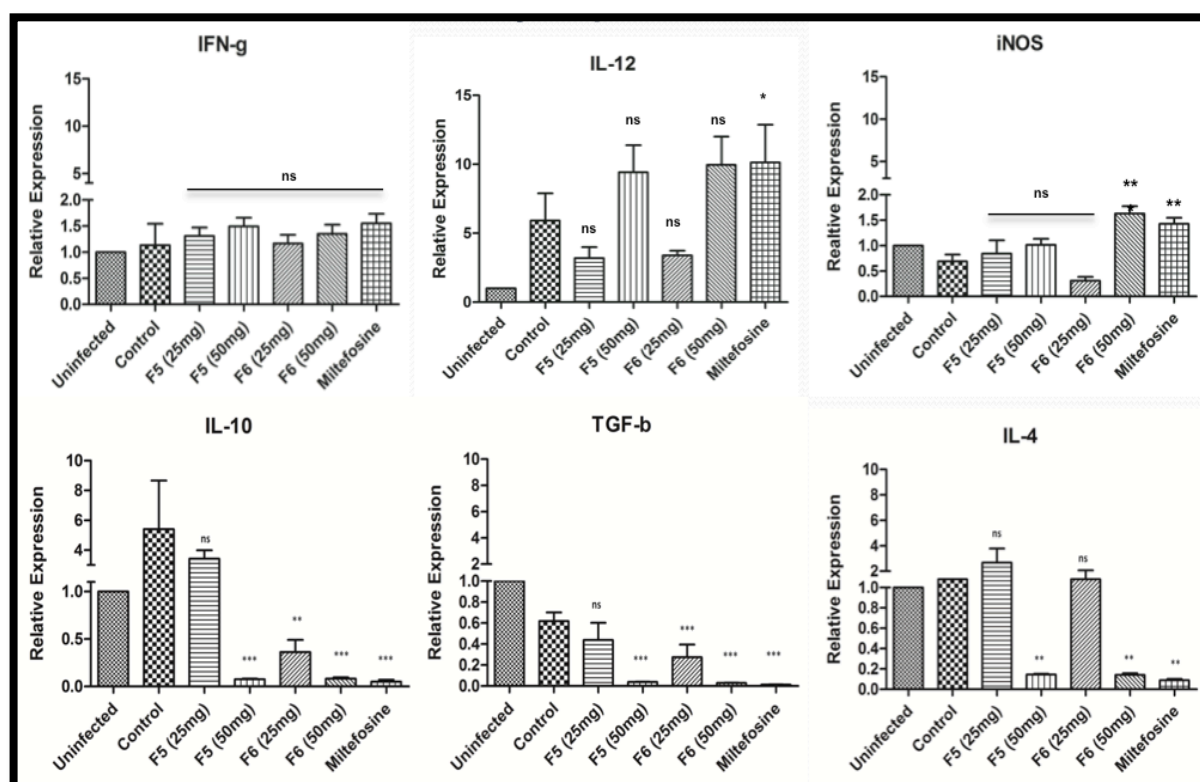 IFN-g
Relative Expression
15
10
5
2.0
1.5
1.0
0.5
0.0
ns
Uninfected
Control
F5 (25mg)
F5 (50mg)
F6 (25mg)
F6 (50mg)
Miltefosine
IL-12
Relative Expression
15
10
5
0
ns
ns
ns
ns
*
Uninfected
Control
F5 (25mg)
F5 (50mg)
F6 (25mg)
F6 (50mg)
Miltefosine
iNOS
Realtive Expression
15
10
5
2.0
1.5
1.0
0.5
0.0
ns
**
*
**
Uninfected
Control
F5 (25mg)
F5 (50mg)
F6 (25mg)
F6 (50mg)
Miltefosine
IL-10
Relative Expression
10
8
6
4
2
1.0
0.5
0.0
ns
***
**
***
***
Uninfected
Control
F5 (25mg)
F5 (50mg)
F6 (25mg)
F6 (50mg)
Miltefosine
TGF-b
Relative Expression
10
8
6
4
2
1.0
0.8
0.6
0.4
0.2
0.0
ns
***
***
***
***
Uninfected
Control
F5 (25mg)
F5 (50mg)
F6 (25mg)
F6 (50mg)
Miltefosine
IL-4
Relative Expression
10
8
6
4
2
1.0
0.8
0.6
0.4
0.2
0.0
ns
**
ns
**
**
Uninfected
Control
F5 (25mg)
F5 (50mg)
F6 (25mg)
F6 (50mg)
Miltefosine